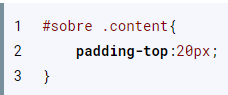 1 #sobre .content{
2     padding-top:20px;
3 }